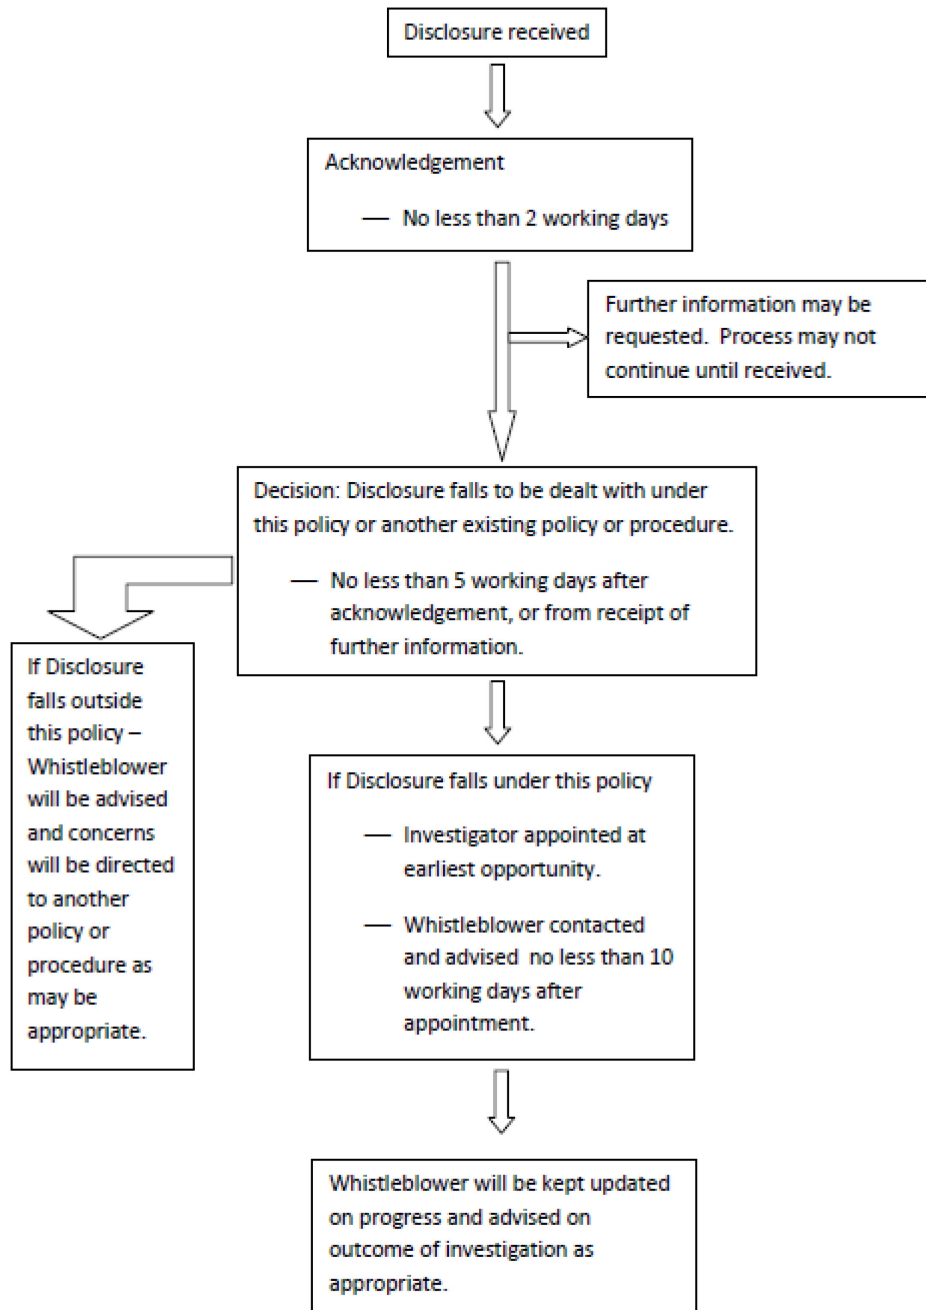 Disclosure received
Acknowledgement
— No less than 2 working days
Further information may be
requested.  Process may not
continue until received.
Decision: Disclosure falls to be dealt with under
this policy or another existing policy or procedure.
— No less than 5 working days after
acknowledgement, or from receipt of
further information.
If Disclosure
falls outside
this policy –
Whistleblower
will be advised
and concerns
will be directed
to another
policy or
procedure as
may be
appropriate.
If Disclosure falls under this policy
— Investigator appointed at
earliest opportunity.
— Whistleblower contacted
and advised  no less than 10
working days after
appointment.
Whistleblower will be kept updated
on progress and advised on
outcome of investigation as
appropriate.